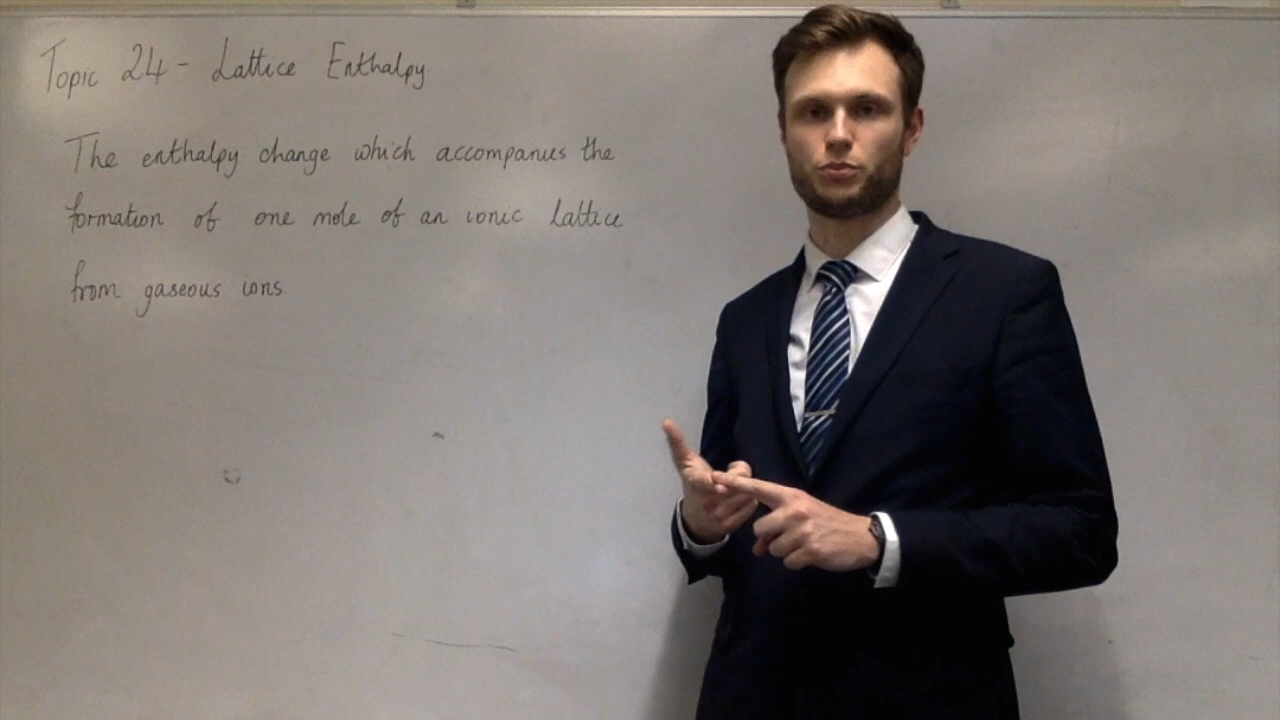 Topic 24 - Lattice Enthalpy
The enthalpy change which accompanies the
formation of one mole of an ionic lattice
from gaseous ions.